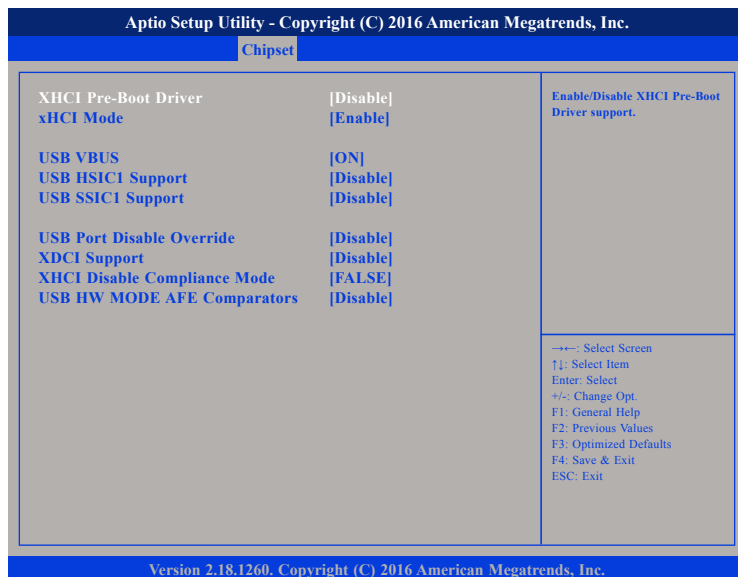 Aptio Setup Utility - Copyright (C) 2016 American Megatrends, Inc.
Chipset
XHCI Pre-Boot Driver [Disable]
xHCI Mode [Enable]
USB VBUS [ON]
USB HSIC1 Support [Disable]
USB SSIC1 Support [Disable]
USB Port Disable Override [Disable]
XDCI Support [Disable]
XHCI Disable Compliance Mode [FALSE]
USB HW MODE AFE Comparators [Disable]
Enable/Disable XHCI Pre-Boot
Driver support.
→←: Select Screen
↑↓: Select Item
Enter: Select
+/-: Change Opt.
F1: General Help
F2: Previous Values
F3: Optimized Defaults
F4: Save & Exit
ESC: Exit
Version 2.18.1260. Copyright (C) 2016 American Megatrends, Inc.